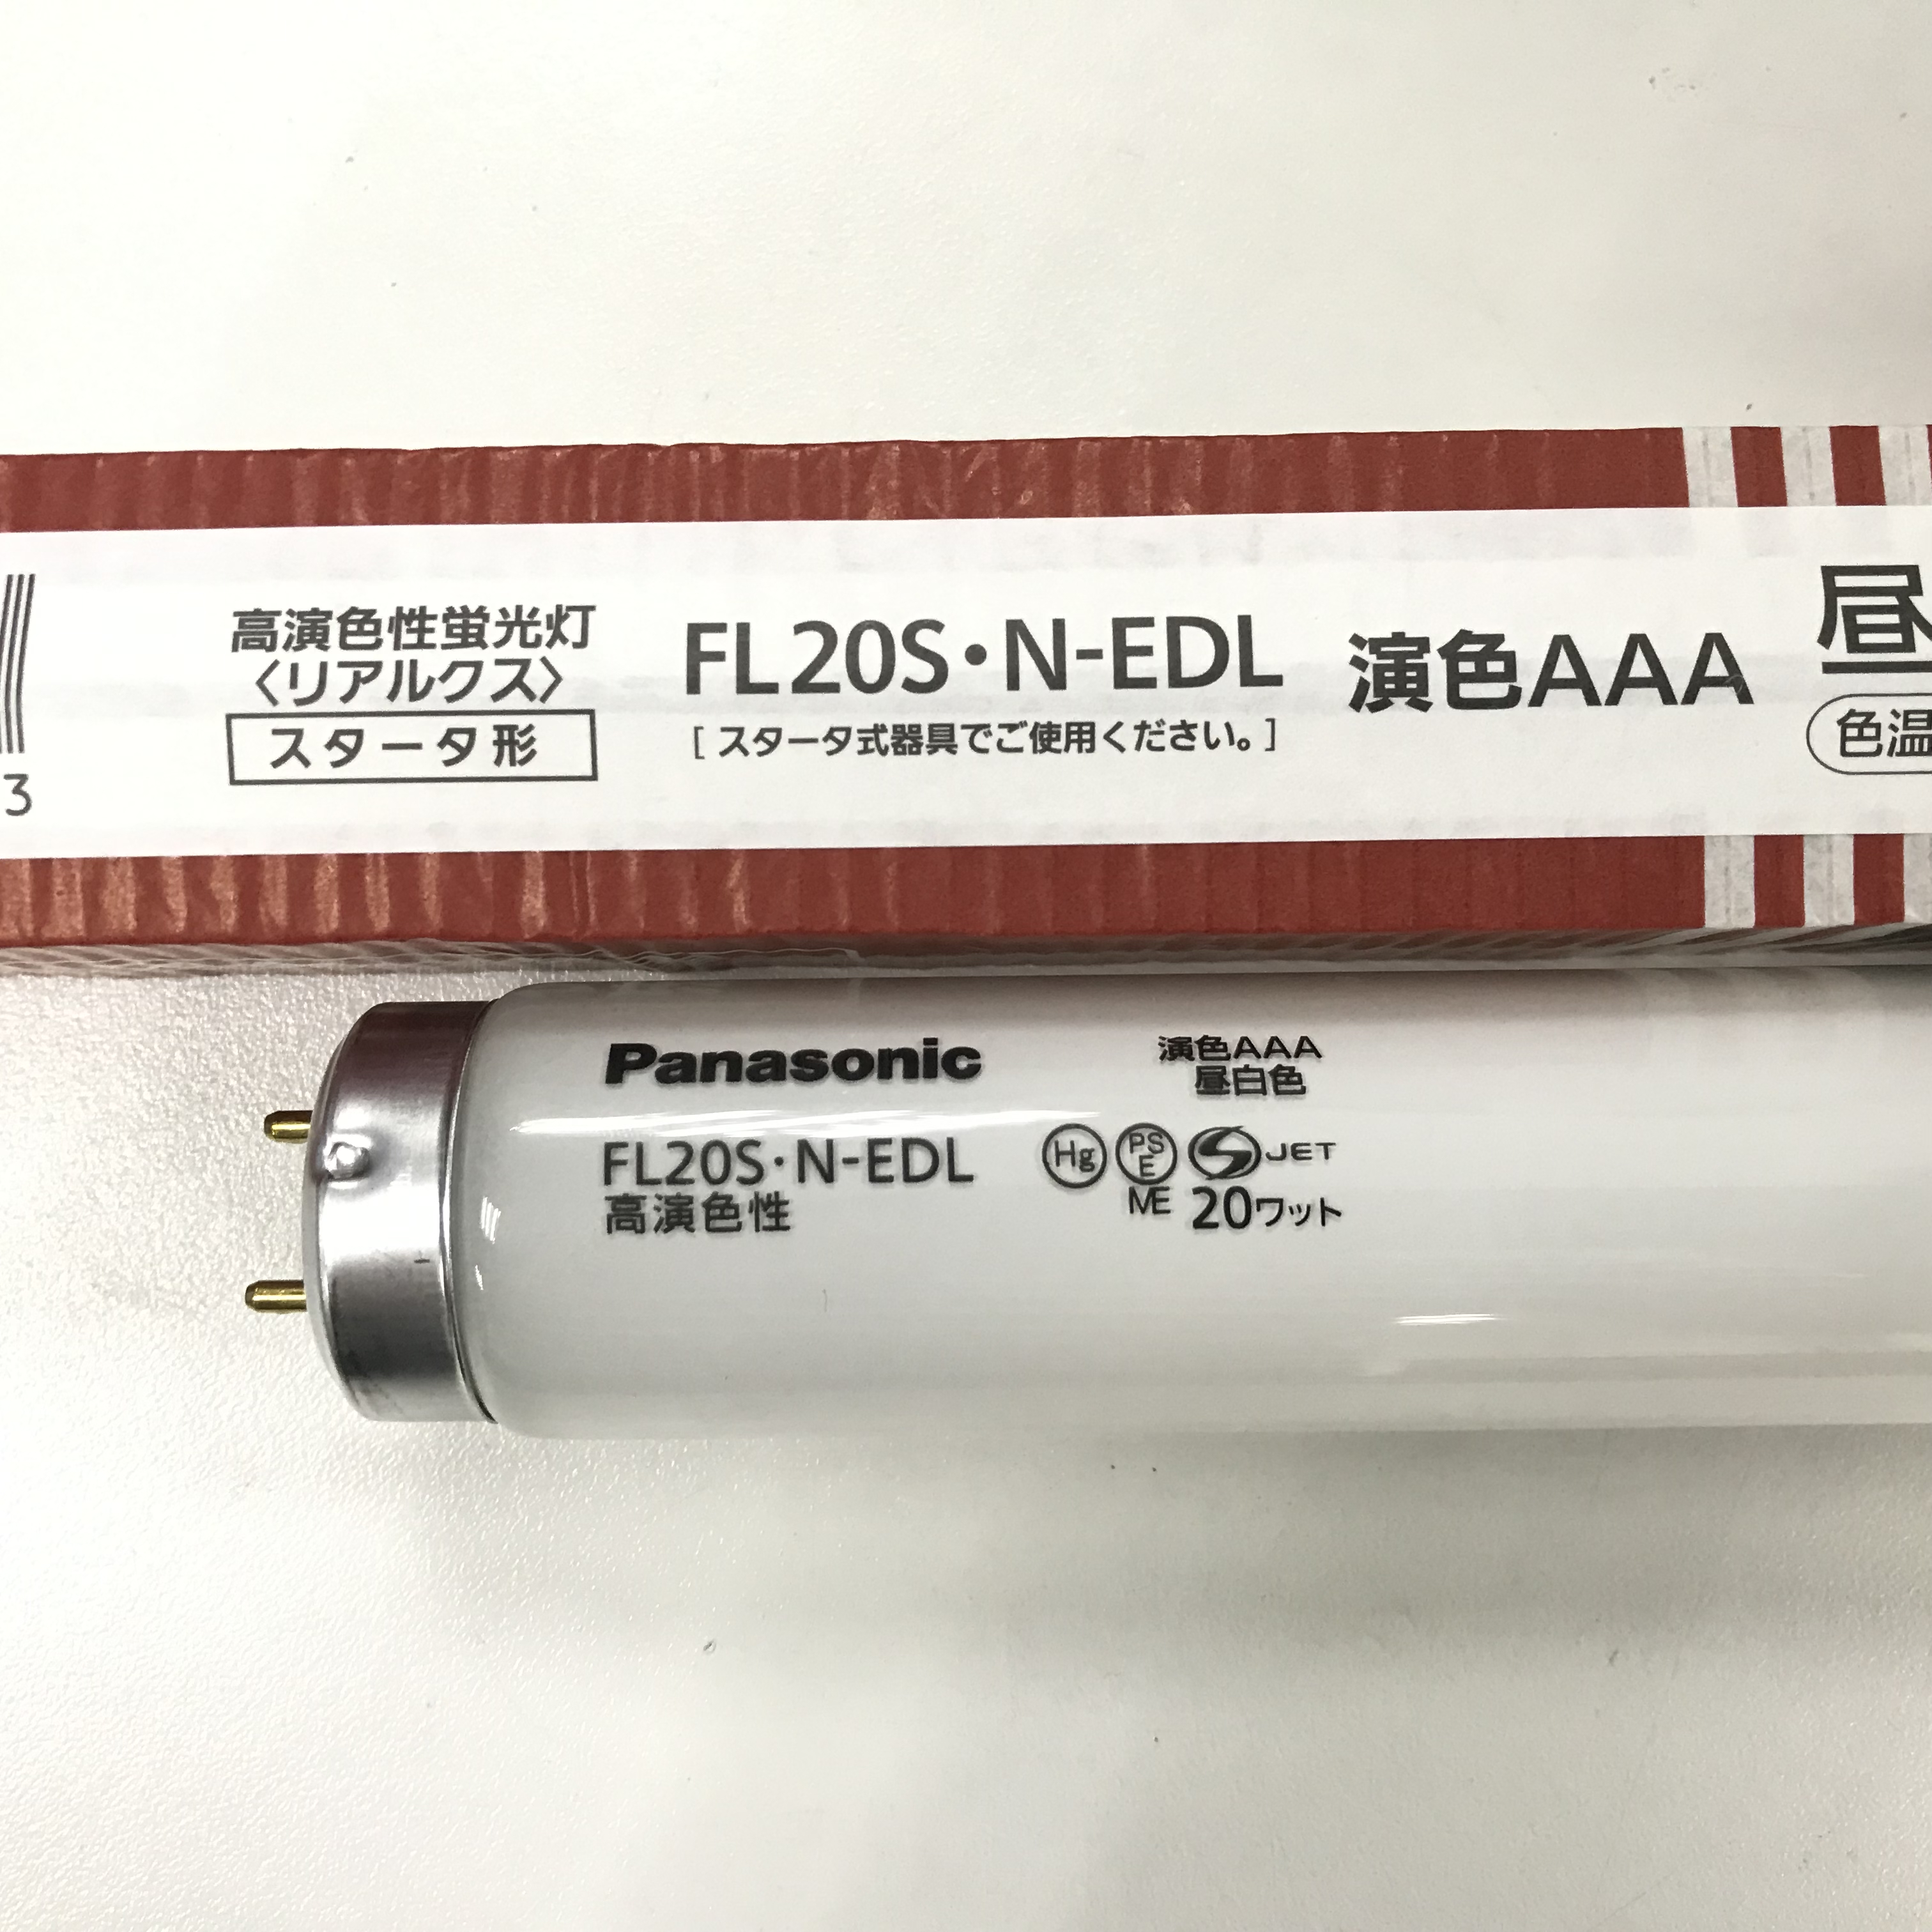 3
高演色性蛍光灯
〈リアルクス〉
スタータ形
FL20S・N-EDL
[スタータ式器具でご使用ください。]
演色AAA
昼
色温
Panasonic
FL20S・N-EDL
高演色性
演色AAA
昼白色
Hg PS E JET
ME 20ワット